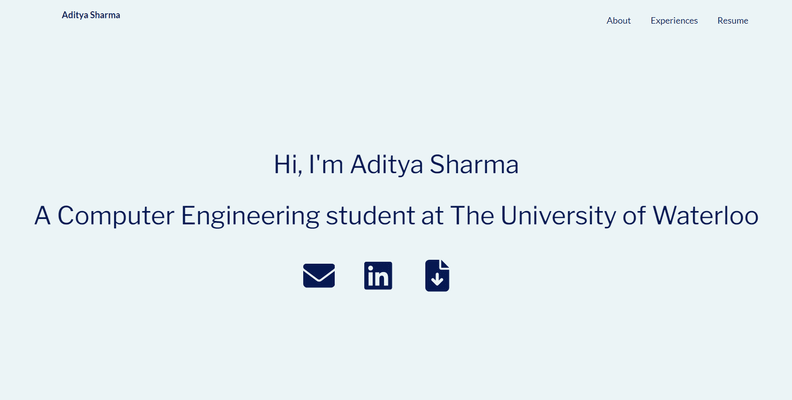 Aditya Sharma
About Experiences Resume
Hi, I'm Aditya Sharma
A Computer Engineering student at The University of Waterloo
in